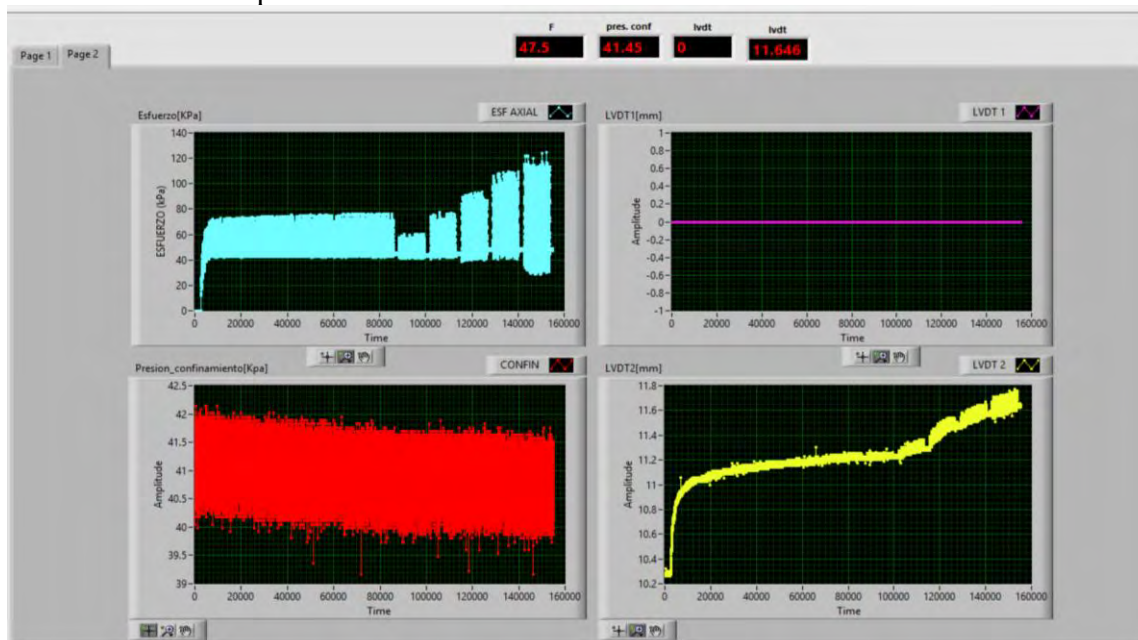 F pres. conf lvdt lvdt
47.5 41.45 0 11.646
Page 1 Page 2
Esfuerzo[KPa] ESF AXIAL
140
120
100
80
60
40
20
0
ESFUERZO (kPa)
0 20000 40000 60000 80000 100000 120000 140000 160000
Time
LVDT1[mm] LVDT 1
1
0.8
0.6
0.4
0.2
0
-0.2
-0.4
-0.6
-0.8
-1
Amplitude
0 20000 40000 60000 80000 100000 120000 140000 160000
Time
Presion_confinamiento[Kpa] CONFIN
42.5
42
41.5
41
40.5
40
39.5
39
Amplitude
0 20000 40000 60000 80000 100000 120000 140000 160000
Time
LVDT2[mm] LVDT 2
11.8
11.6
11.4
11.2
11
10.8
10.6
10.4
10.2
Amplitude
0 20000 40000 60000 80000 100000 120000 140000 160000
Time